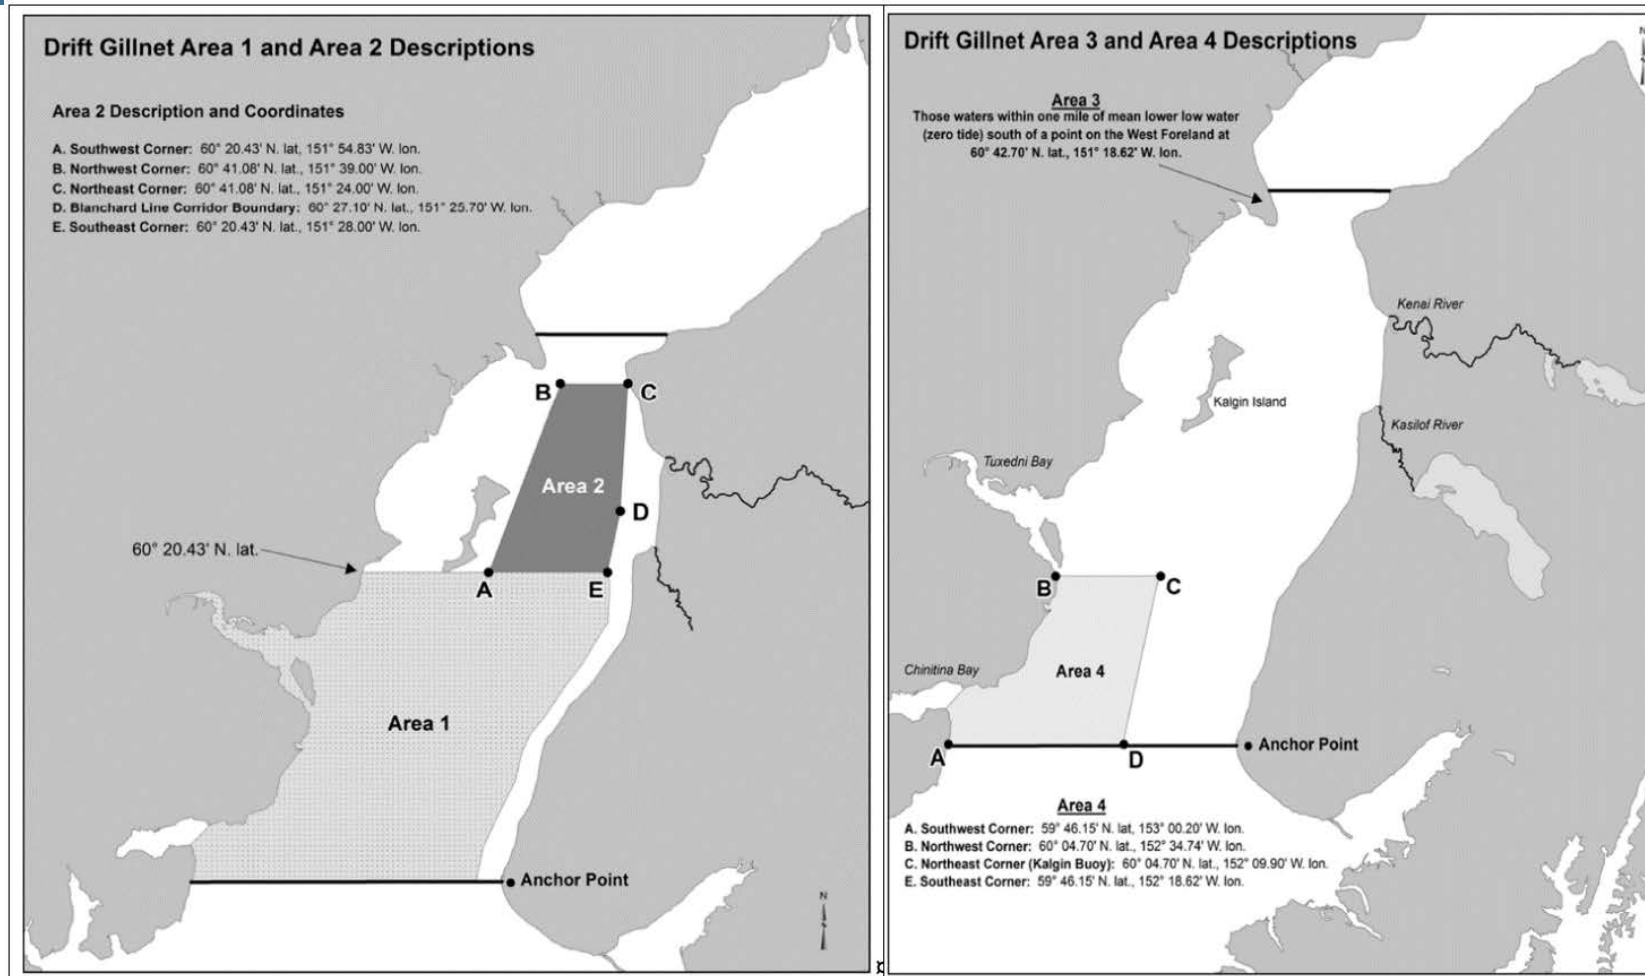 Drift Gillnet Area 1 and Area 2 Descriptions
Area 2 Description and Coordinates
A. Southwest Corner: 60° 20.43' N. lat, 151° 54.83' W. lon.
B. Northwest Corner: 60° 41.08' N. lat., 151° 39.00' W. lon.
C. Northeast Corner: 60° 41.08' N. lat., 151° 24.00' W. lon.
D. Blanchard Line Corridor Boundary: 60° 27.10' N. lat., 151° 25.70' W. lon.
E. Southeast Corner: 60° 20.43' N. lat., 151° 28.00' W. lon.
B
C
Area 2
D
60° 20.43' N. lat.
A
E
Area 1
Anchor Point
N
Drift Gillnet Area 3 and Area 4 Descriptions
N
Area 3
Those waters within one mile of mean lower low water
(zero tide) south of a point on the West Foreland at
60° 42.70' N. lat., 151° 18.62' W. lon.
Kenai River
Kalgin Island
Kasilof River
Tuxedni Bay
B
C
Chinitina Bay
Area 4
A
D
Anchor Point
Area 4
A. Southwest Corner: 59° 46.15' N. lat, 153° 00.20' W. lon.
B. Northwest Corner: 60° 04.70' N. lat., 152° 34.74' W. lon.
C. Northeast Corner (Kalgin Buoy): 60° 04.70' N. lat., 152° 09.90' W. lon.
E. Southeast Corner: 59° 46.15' N. lat., 152° 18.62' W. lon.